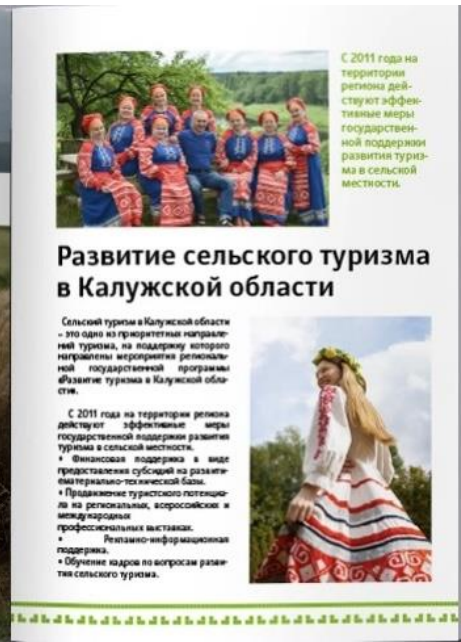 С 2011 года на
территории
региона дей-
ствуют эффек-
тивные меры
государствен-
ной поддержки
развития туриз-
ма в сельской
местности.
Развитие сельского туризма
в Калужской области
Сельский туризм в Калужской области
– это одно из приоритетных направле-
ний туризма, на поддержку которого
направлены мероприятия региональ-
ной государственной программы
«Развитие туризма в Калужской обла-
сти».
С 2011 года на территории региона
действуют эффективные меры
государственной поддержки развития
туризма в сельской местности.
• Финансовая поддержка в виде
предоставления субсидий на развити-
ематериально-технической базы.
• Продвижение туристского потенциа-
ла на региональных, всероссийских и
международных
профессиональных выставках.
• Рекламно-информационная
поддержка.
• Обучение кадров по вопросам разви-
тия сельского туризма.